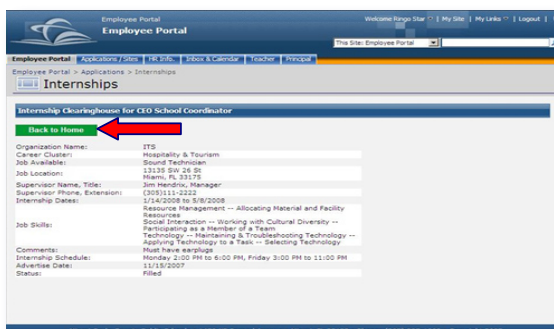 Employee Portal
Employee Portal
Welcome Ringo Star | My Site | My Links | Logout |
This Site: Employee Portal
Employee Portal Applications / Sites HR Info. Inbox & Calendar Teacher Principal
Employee Portal > Applications > Internships
Internships
Internship Clearinghouse for CEO School Coordinator
Back to Home
Organization Name: ITS
Career Cluster: Hospitality & Tourism
Job Available: Sound Technician
Job Location: 13135 SW 26 St
Miami, FL 33175
Supervisor Name, Title: Jim Hendrix, Manager
Supervisor Phone, Extension: (305)111-2222
Internship Dates: 1/14/2008 to 5/8/2008
Job Skills: Resource Management -- Allocating Material and Facility
Resources
Social Interaction -- Working with Cultural Diversity --
Participating as a Member of a Team
Technology -- Maintaining & Troubleshooting Technology --
Applying Technology to a Task -- Selecting Technology
Comments: Must have earplugs
Internship Schedule: Monday 2:00 PM to 6:00 PM, Friday 3:00 PM to 11:00 PM
Advertise Date: 11/15/2007
Status: Filled